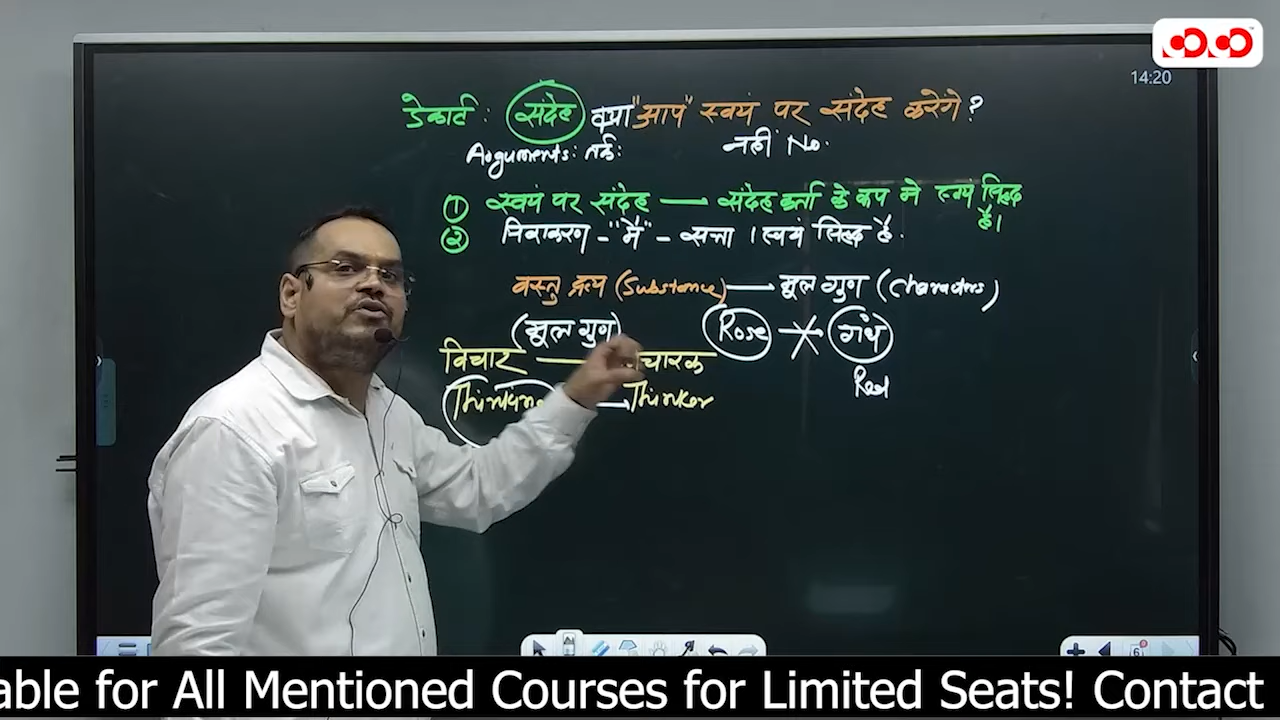 14:20
डेकार्ट: संदेह क्या "आप" स्वयं पर संदेह करेंगे?
Arguments: तर्क: नहीं No.
① स्वयं पर संदेह — संदेह कर्ता के रूप में स्वयं सिद्ध है।
② निराकरण - "मैं" - सत्ता । स्वयं सिद्ध है.
वस्तु द्रव्य (Substance) — मूल गुण (Characters)
(मूल गुण) Rose गंध
विचार — चारक Red
Thinking — Thinker
able for All Mentioned Courses for Limited Seats! Contact